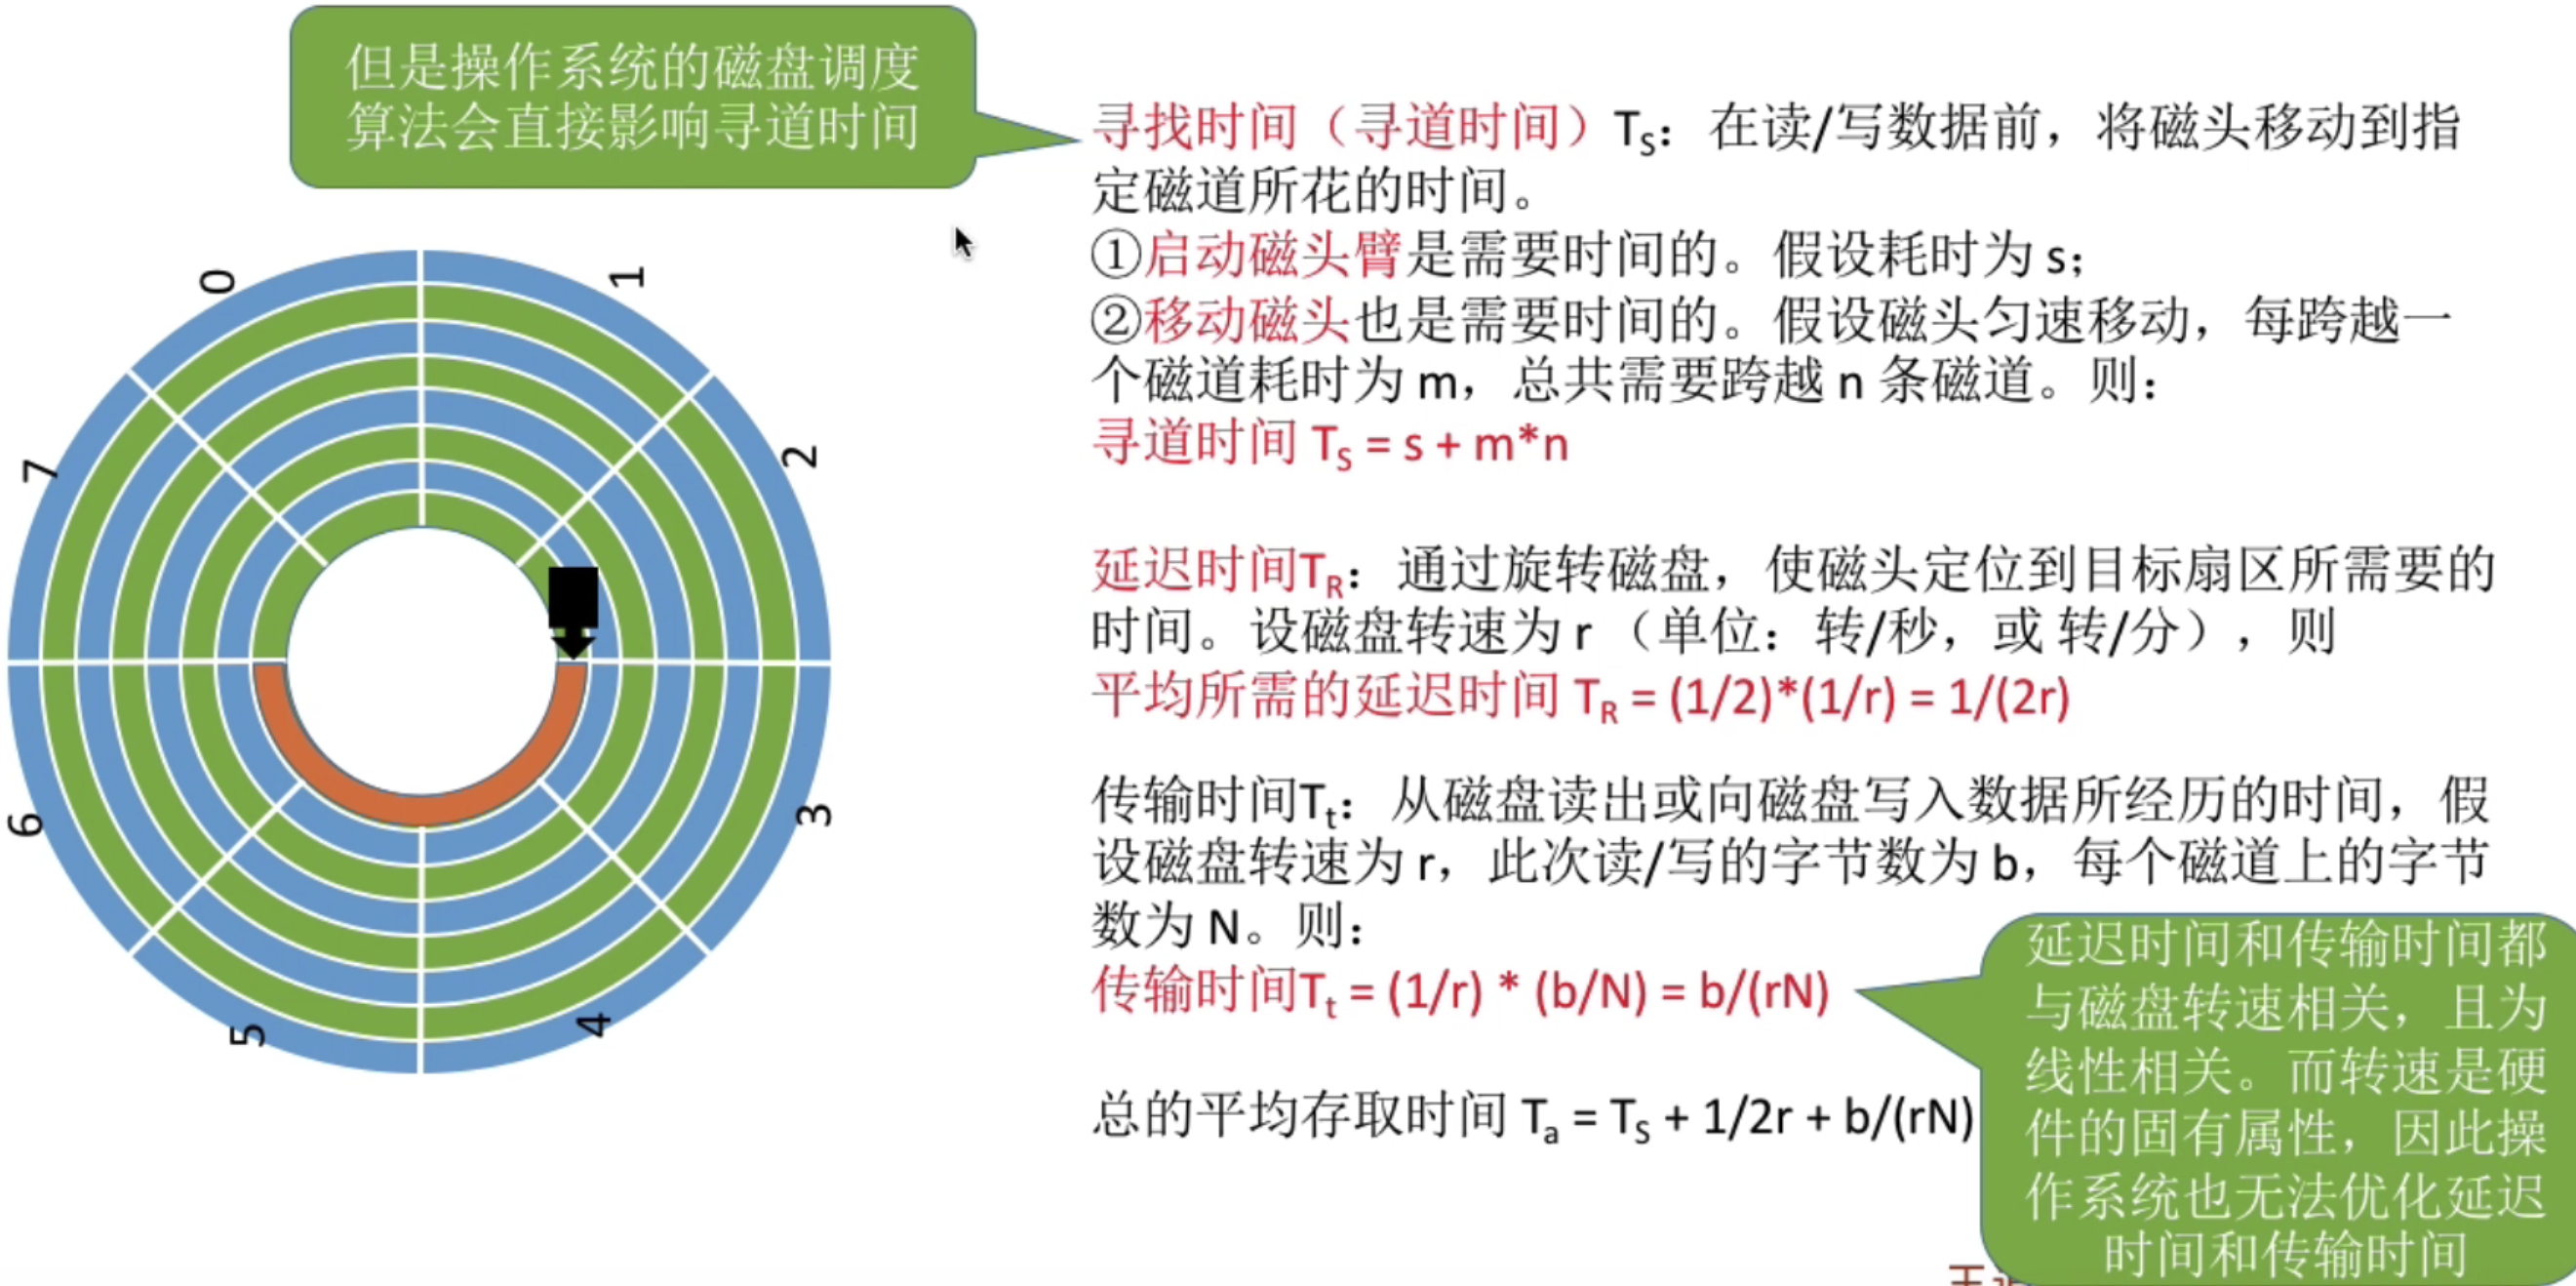 但是操作系统的磁盘调度
算法会直接影响寻道时间
寻找时间（寻道时间）TS：在读/写数据前，将磁头移动到指
定磁道所花的时间。
①启动磁头臂是需要时间的。假设耗时为 s；
②移动磁头也是需要时间的。假设磁头匀速移动，每跨越一
个磁道耗时为 m，总共需要跨越 n 条磁道。则：
寻道时间 TS = s + m*n
延迟时间TR：通过旋转磁盘，使磁头定位到目标扇区所需要的
时间。设磁盘转速为 r （单位：转/秒，或 转/分），则
平均所需的延迟时间 TR = (1/2)*(1/r) = 1/(2r)
传输时间Tt：从磁盘读出或向磁盘写入数据所经历的时间，假
设磁盘转速为 r，此次读/写的字节数为 b，每个磁道上的字节
数为 N。则：
传输时间Tt = (1/r) * (b/N) = b/(rN)
总的平均存取时间 Ta = TS + 1/2r + b/(rN)
延迟时间和传输时间都
与磁盘转速相关，且为
线性相关。而转速是硬
件的固有属性，因此操
作系统也无法优化延迟
时间和传输时间
0
1
2
3
4
5
6
7